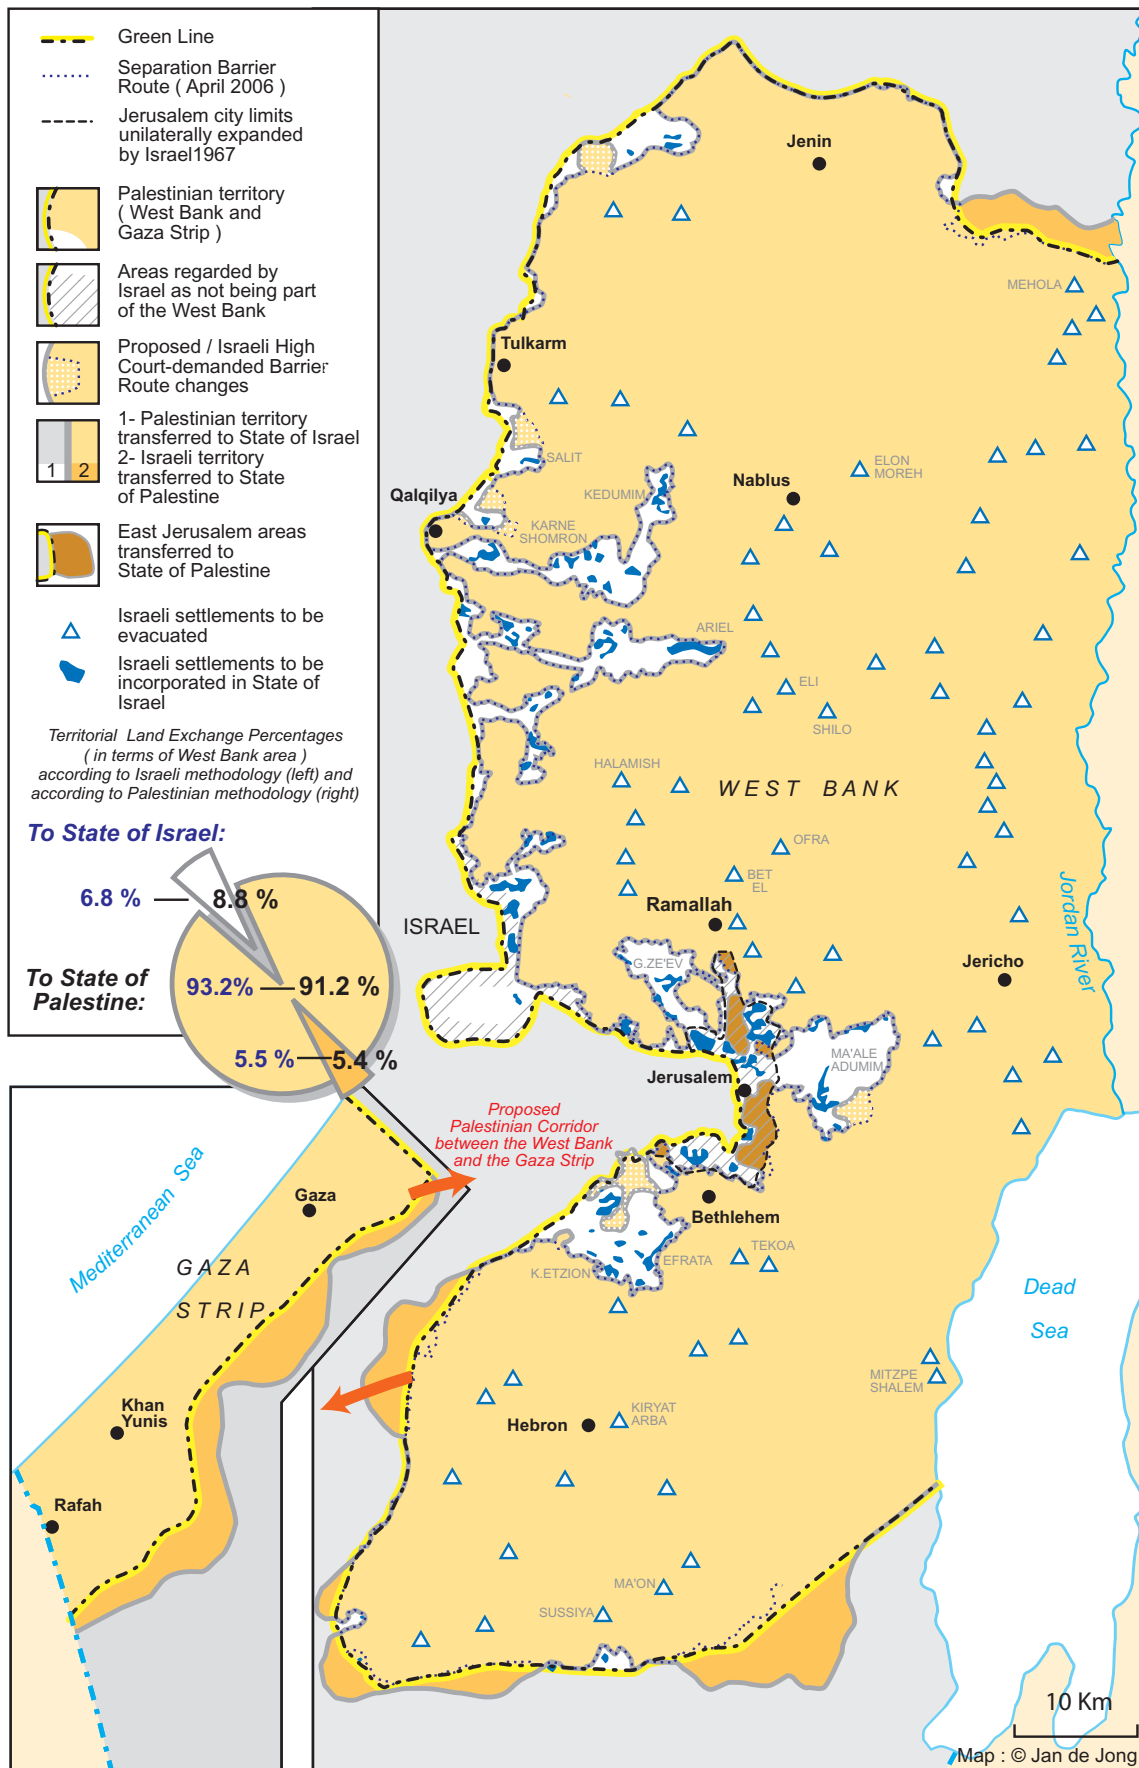 Green Line
Separation Barrier
Route ( April 2006 )
Jerusalem city limits
unilaterally expanded
by Israel1967
Palestinian territory
( West Bank and
Gaza Strip )
Areas regarded by
Israel as not being part
of the West Bank
Proposed / Israeli High
Court-demanded Barrier
Route changes
1- Palestinian territory
transferred to State of Israel
2- Israeli territory
transferred to State
of Palestine
1 2
East Jerusalem areas
transferred to
State of Palestine
Israeli settlements to be
evacuated
Israeli settlements to be
incorporated in State of
Israel
Territorial Land Exchange Percentages
( in terms of West Bank area )
according to Israeli methodology (left) and
according to Palestinian methodology (right)
To State of Israel:
6.8 % 8.8 %
To State of
Palestine:
93.2% 91.2 %
5.5 % 5.4 %
Jenin
MEHOLA
Tulkarm
SALIT
ELON
MOREH
KEDUMIM
Nablus
Qalqilya
KARNE
SHOMRON
ARIEL
ELI
SHILO
HALAMISH
WEST BANK
OFRA
BET
EL
Ramallah
ISRAEL
G.ZE'EV
Jericho
Jordan River
MA'ALE
ADUMIM
Jerusalem
Proposed
Palestinian Corridor
between the West Bank
and the Gaza Strip
Mediterranean Sea
Gaza
GAZA
STRIP
Bethlehem
TEKOA
EFRATA
K.ETZION
Dead
Sea
MITZPE
SHALEM
Khan
Yunis
KIRYAT
ARBA
Hebron
Rafah
MA'ON
SUSSIYA
10 Km
Map : © Jan de Jong